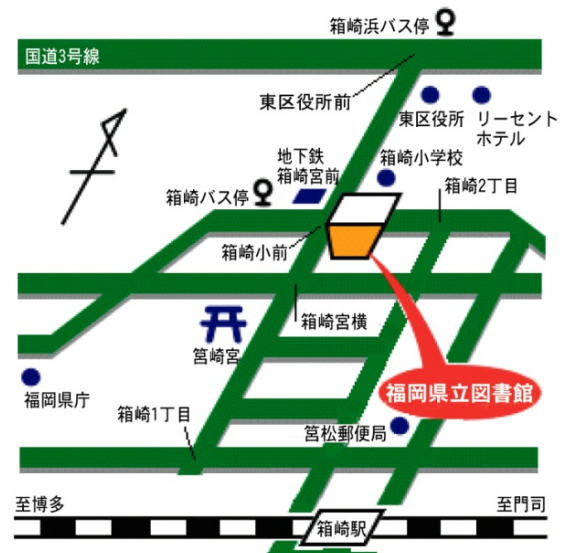 箱崎浜バス停
国道3号線
東区役所前
東区役所
リーセント
ホテル
地下鉄
箱崎宮前
箱崎小学校
箱崎バス停
箱崎2丁目
箱崎小前
箱崎宮横
筥崎宮
福岡県庁
福岡県立図書館
箱崎1丁目
筥松郵便局
至博多
至門司
箱崎駅